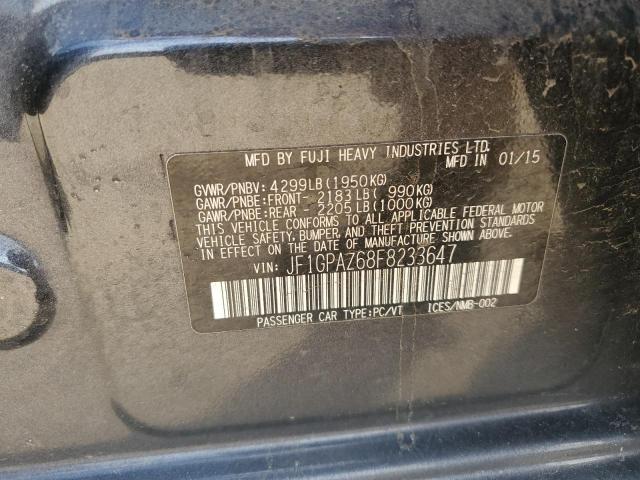 MFD BY FUJI HEAVY INDUSTRIES LTD.
MFD IN 01/15
GVWR/PNBV: 4299LB(1950KG)
GAWR/PNBE:FRONT- 2183LB( 990KG)
GAWR/PNBE:REAR - 2205LB(1000KG)
THIS VEHICLE CONFORMS TO ALL APPLICABLE FEDERAL MOTOR
VEHICLE SAFETY,BUMPER, AND THEFT PREVENTION STANDARDS
IN EFFECT ON THE DATE OF MANUFACTURE SHOWN ABOVE.
VIN: JF1GPAZ68F8233647
PASSENGER CAR TYPE:PC/VT ICES/NMB-002